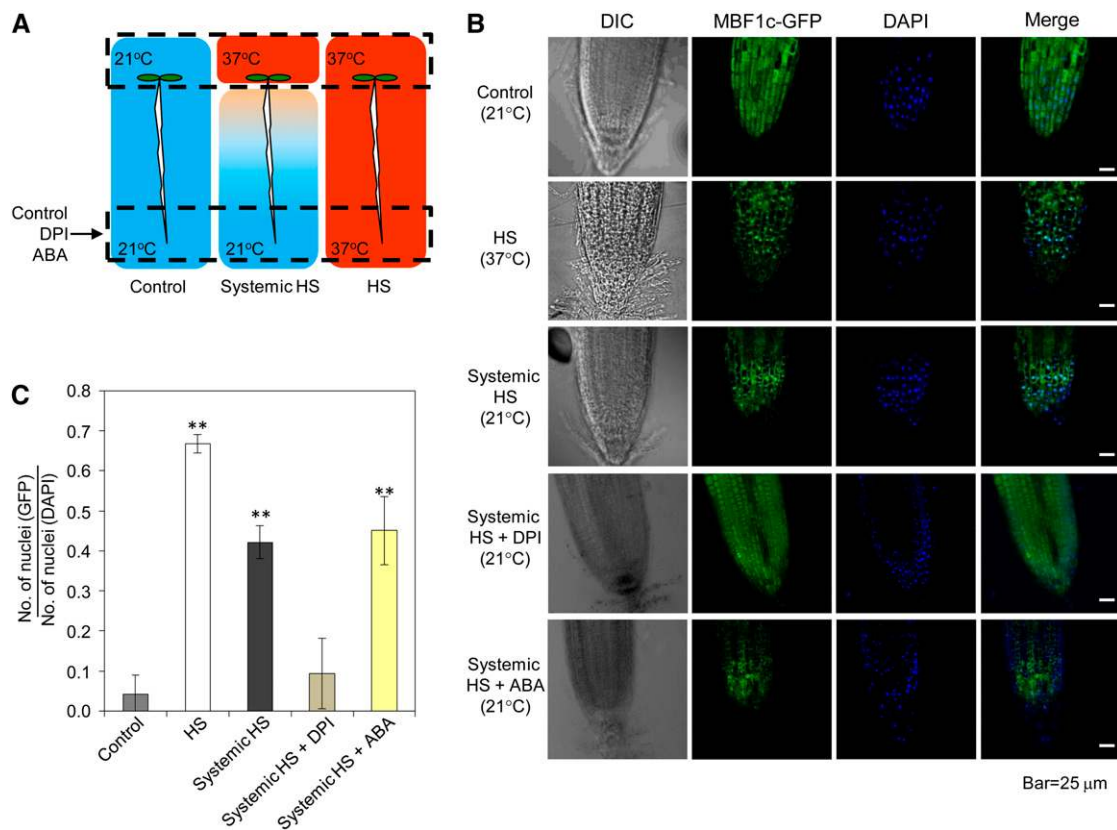 A
21°C
37°C
37°C
Control
DPI
ABA
21°C
21°C
37°C
Control
Systemic HS
HS
B
DIC
MBF1c-GFP
DAPI
Merge
Control
(21°C)
HS
(37°C)
Systemic
HS
(21°C)
Systemic
HS + DPI
(21°C)
Systemic
HS + ABA
(21°C)
Bar=25 μm
C
No. of nuclei (GFP)
No. of nuclei (DAPI)
0.8
0.7
0.6
0.5
0.4
0.3
0.2
0.1
0.0
**
**
**
Control
HS
Systemic HS
Systemic HS + DPI
Systemic HS + ABA